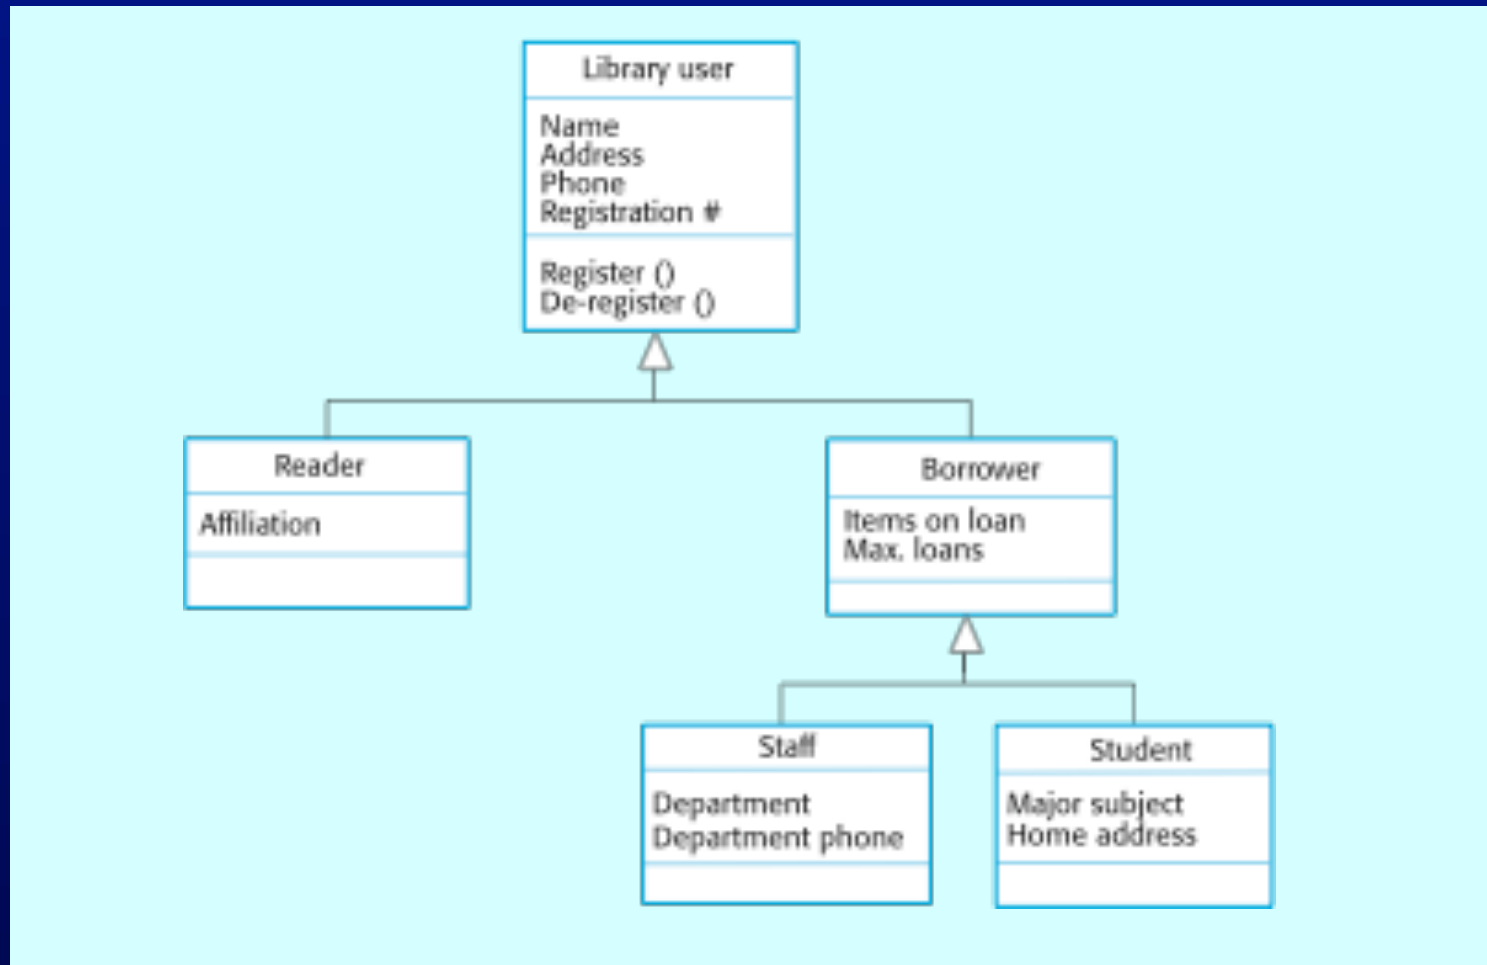 Library user
Name
Address
Phone
Registration #
Register ()
De-register ()
Reader
Affiliation
Borrower
Items on loan
Max. loans
Staff
Department
Department phone
Student
Major subject
Home address